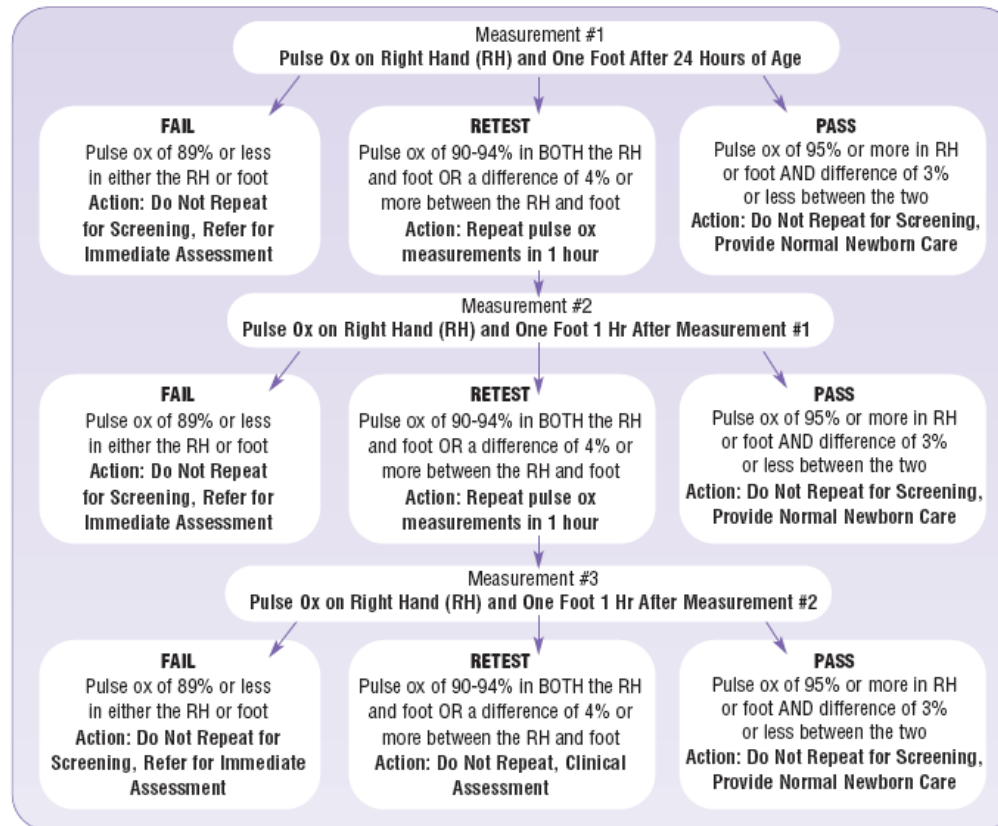 Measurement #1
Pulse Ox on Right Hand (RH) and One Foot After 24 Hours of Age
FAIL
Pulse ox of 89% or less
in either the RH or foot
Action: Do Not Repeat
for Screening, Refer for
Immediate Assessment
RETEST
Pulse ox of 90-94% in BOTH the RH
and foot OR a difference of 4% or
more between the RH and foot
Action: Repeat pulse ox
measurements in 1 hour
PASS
Pulse ox of 95% or more in RH
or foot AND difference of 3%
or less between the two
Action: Do Not Repeat for Screening,
Provide Normal Newborn Care
Measurement #2
Pulse Ox on Right Hand (RH) and One Foot 1 Hr After Measurement #1
FAIL
Pulse ox of 89% or less
in either the RH or foot
Action: Do Not Repeat
for Screening, Refer for
Immediate Assessment
RETEST
Pulse ox of 90-94% in BOTH the RH
and foot OR a difference of 4% or
more between the RH and foot
Action: Repeat pulse ox
measurements in 1 hour
PASS
Pulse ox of 95% or more in RH
or foot AND difference of 3%
or less between the two
Action: Do Not Repeat for Screening,
Provide Normal Newborn Care
Measurement #3
Pulse Ox on Right Hand (RH) and One Foot 1 Hr After Measurement #2
FAIL
Pulse ox of 89% or less
in either the RH or foot
Action: Do Not Repeat for
Screening, Refer for Immediate
Assessment
RETEST
Pulse ox of 90-94% in BOTH the RH
and foot OR a difference of 4% or
more between the RH and foot
Action: Do Not Repeat, Clinical
Assessment
PASS
Pulse ox of 95% or more in RH
or foot AND difference of 3%
or less between the two
Action: Do Not Repeat for Screening,
Provide Normal Newborn Care